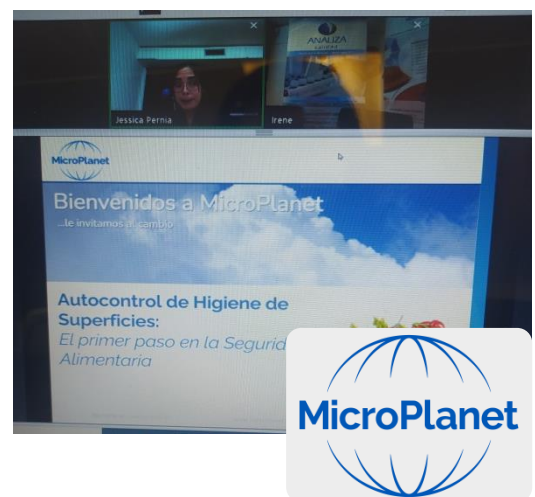 ANALIZA
CALIDAD
Jessica Pernia
Irene
MicroPlanet
Bienvenidos a MicroPlanet
...le invitamos al cambio
Autocontrol de Higiene de
Superficies:
El primer paso en la Segurid
Alimentaria
MicroPlanet